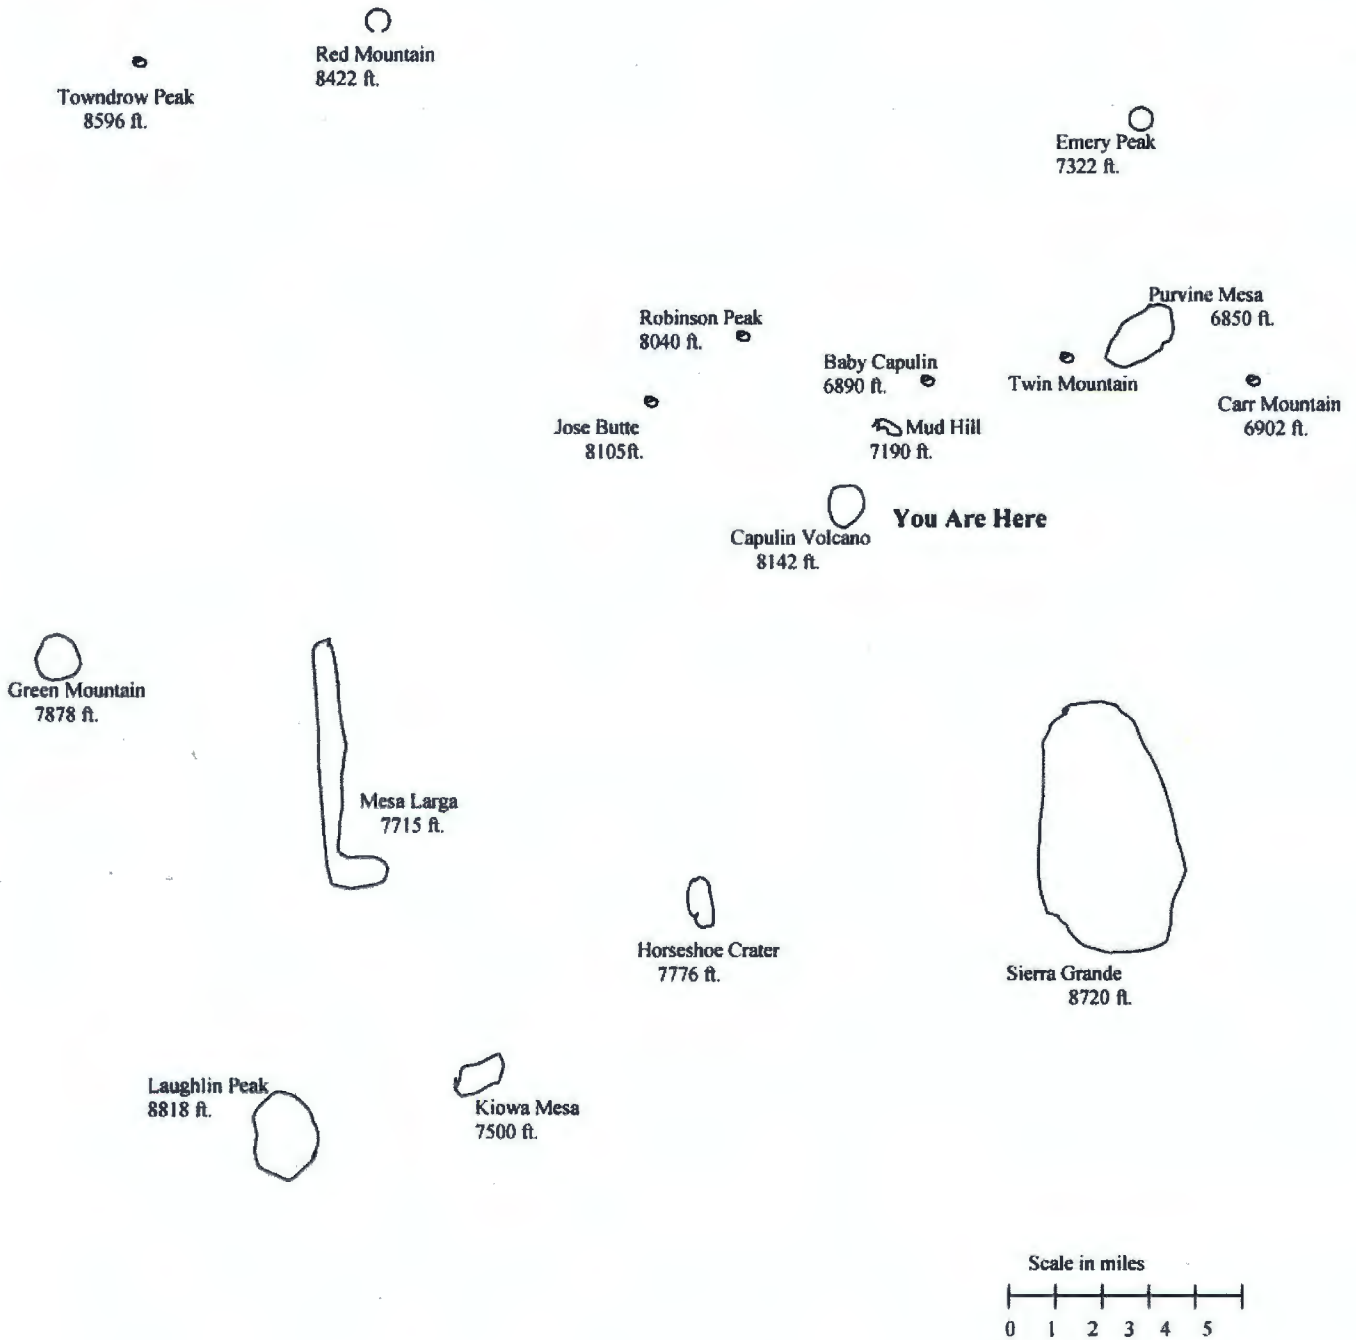 Red Mountain
8422 ft.
Towndrow Peak
8596 ft.
Emery Peak
7322 ft.
Purvine Mesa
6850 ft.
Robinson Peak
8040 ft.
Baby Capulin
6890 ft.
Twin Mountain
Carr Mountain
6902 ft.
Jose Butte
8105ft.
Mud Hill
7190 ft.
You Are Here
Capulin Volcano
8142 ft.
Green Mountain
7878 ft.
Mesa Larga
7715 ft.
Horseshoe Crater
7776 ft.
Sierra Grande
8720 ft.
Laughlin Peak
8818 ft.
Kiowa Mesa
7500 ft.
Scale in miles
0 1 2 3 4 5